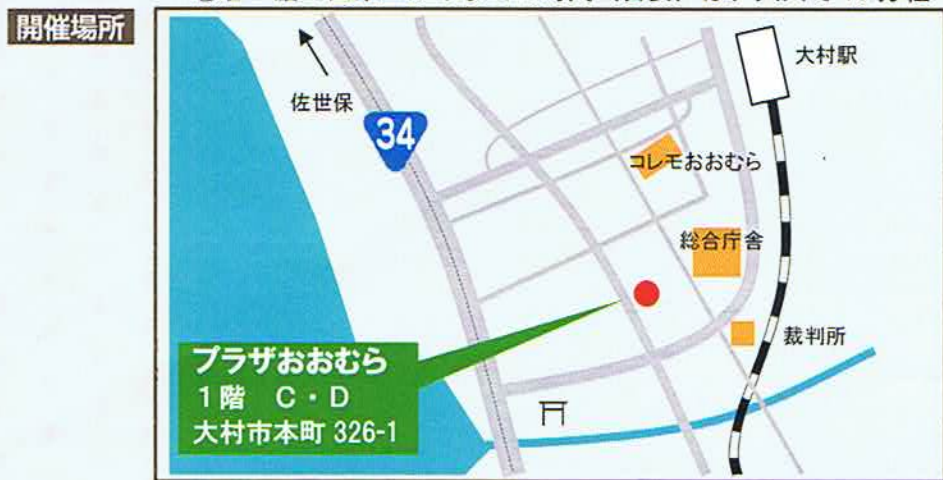 開催場所
大村駅
佐世保
34
コレモおおむら
総合庁舎
裁判所
プラザおおむら
1階 C・D
大村市本町 326-1